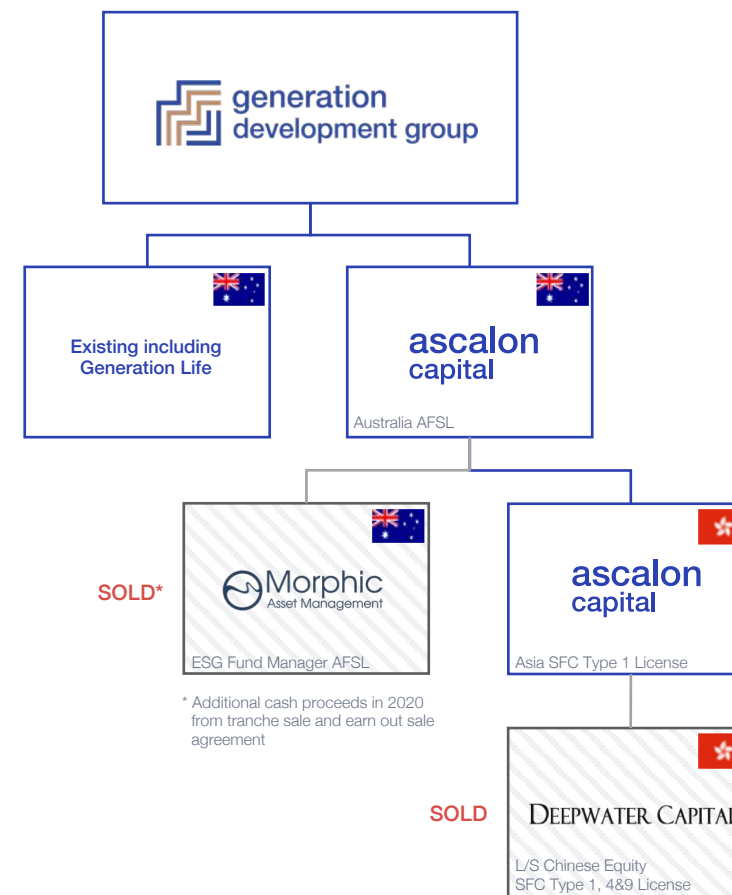 generation
development group
Existing including
Generation Life
ascalon
capital
Australia AFSL
SOLD*
Morphic
Asset Management
ESG Fund Manager AFSL
ascalon
capital
Asia SFC Type 1 License
* Additional cash proceeds in 2020
from tranche sale and earn out sale
agreement
SOLD
DEEPWATER CAPITAL
L/S Chinese Equity
SFC Type 1, 4&9 License